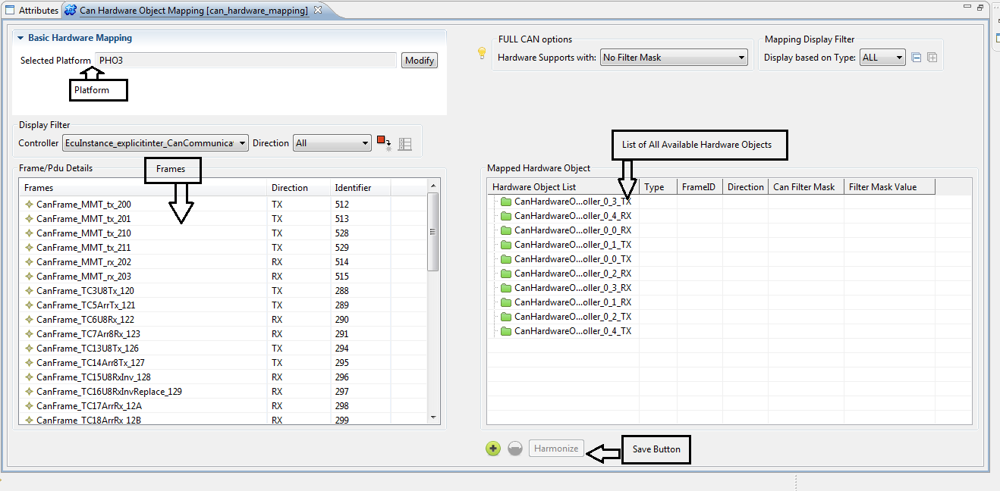 Attributes
Can Hardware Object Mapping [can_hardware_mapping]
Basic Hardware Mapping
Selected Platform PHO3 Modify
Platform
FULL CAN options
Hardware Supports with: No Filter Mask
Mapping Display Filter
Display based on Type: ALL
Display Filter
Controller EcuInstance_explicitinter_CanCommunica Direction All
Frame/Pdu Details
Frames
Frames Direction Identifier
CanFrame_MMT_tx_200 TX 512
CanFrame_MMT_tx_201 TX 513
CanFrame_MMT_tx_210 TX 528
CanFrame_MMT_tx_211 TX 529
CanFrame_MMT_rx_202 RX 514
CanFrame_MMT_rx_203 RX 515
CanFrame_TC3U8Tx_120 TX 288
CanFrame_TC5ArrTx_121 TX 289
CanFrame_TC6U8Rx_122 RX 290
CanFrame_TC7Arr8Rx_123 RX 291
CanFrame_TC13U8Tx_126 TX 294
CanFrame_TC14Arr8Tx_127 TX 295
CanFrame_TC15U8RxInv_128 RX 296
CanFrame_TC16U8RxInvReplace_129 RX 297
CanFrame_TC17ArrRx_12A RX 298
CanFrame_TC18ArrRx_12B RX 299
List of All Available Hardware Objects
Mapped Hardware Object
Hardware Object List Type FrameID Direction Can Filter Mask Filter Mask Value
CanHardwareO...oller_0_3_TX
CanHardwareO...oller_0_4_RX
CanHardwareO...oller_0_0_RX
CanHardwareO...oller_0_1_TX
CanHardwareO...oller_0_0_TX
CanHardwareO...oller_0_2_RX
CanHardwareO...oller_0_3_RX
CanHardwareO...oller_0_1_RX
CanHardwareO...oller_0_2_TX
CanHardwareO...oller_0_4_TX
Harmonize
Save Button